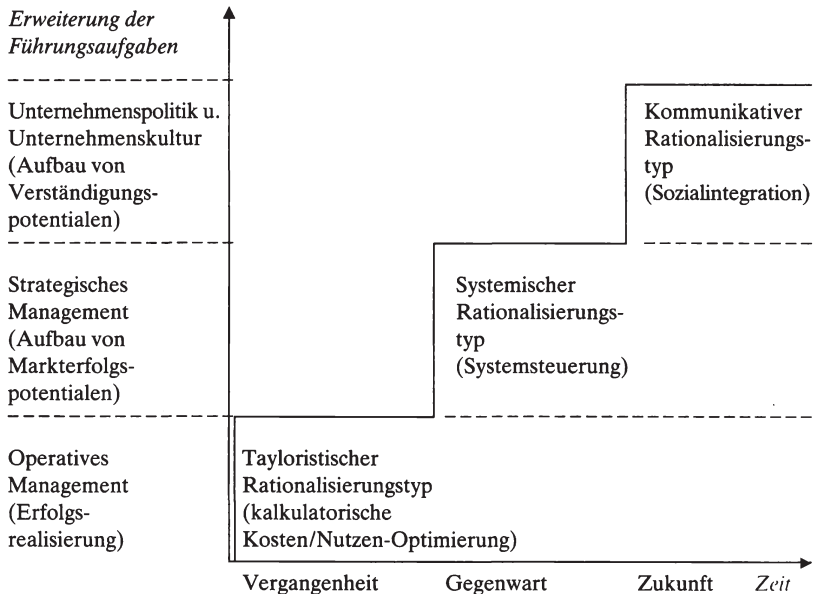 Erweiterung der
Führungsaufgaben
Unternehmenspolitik u.
Unternehmenskultur
(Aufbau von
Verständigungs-
potentialen)
Kommunikativer
Rationalisierungs-
typ
(Sozialintegration)
Strategisches
Management
(Aufbau von
Markterfolgs-
potentialen)
Systemischer
Rationalisierungs-
typ
(Systemsteuerung)
Operatives
Management
(Erfolgs-
realisierung)
Tayloristischer
Rationalisierungstyp
(kalkulatorische
Kosten/Nutzen-Optimierung)
Vergangenheit Gegenwart Zukunft Zeit